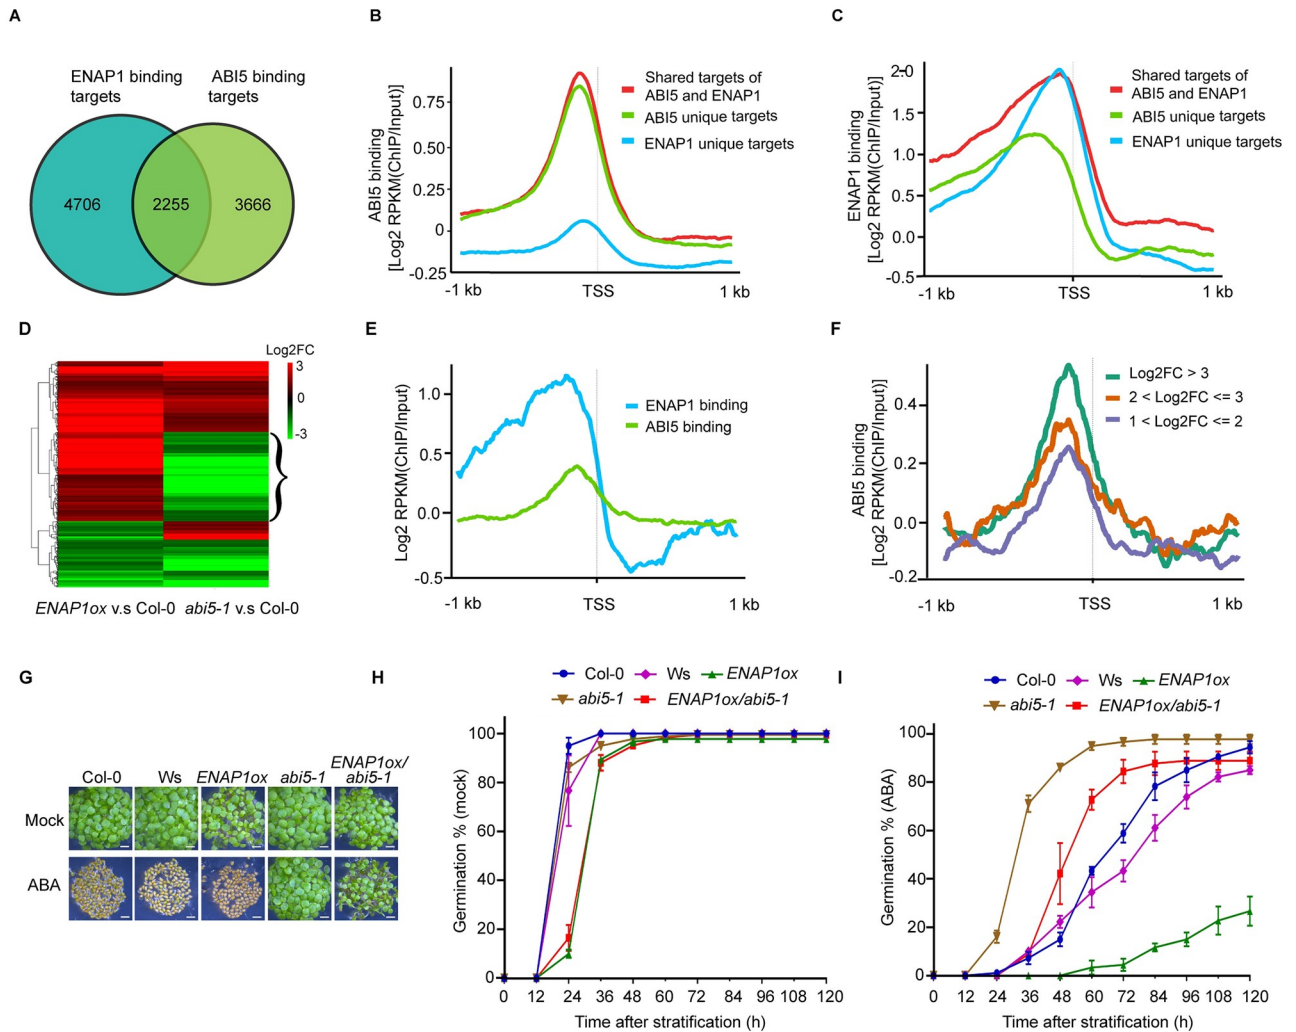 A
ENAP1 binding
targets
ABI5 binding
targets
4706
2255
3666
B
ABI5 binding
[Log2 RPKM(ChIP/Input)]
0.75
0.50
0.25
0
-0.25
-1 kb
TSS
1 kb
Shared targets of
ABI5 and ENAP1
ABI5 unique targets
ENAP1 unique targets
C
ENAP1 binding
[Log2 RPKM(ChIP/Input)]
2.0
1.5
1.0
0.5
0.0
-0.5
-1 kb
TSS
1 kb
Shared targets of
ABI5 and ENAP1
ABI5 unique targets
ENAP1 unique targets
D
Log2FC
3
0
-3
ENAP1ox v.s Col-0 abi5-1 v.s Col-0
E
Log2 RPKM(ChIP/Input)
1.0
0.5
0.0
-0.5
-1 kb
TSS
1 kb
ENAP1 binding
ABI5 binding
F
ABI5 binding
[Log2 RPKM(ChIP/Input)]
0.4
0.2
0.0
-0.2
-1 kb
TSS
1 kb
Log2FC > 3
2 < Log2FC <= 3
1 < Log2FC <= 2
G
Col-0
Ws
ENAP1ox
abi5-1
ENAP1ox/
abi5-1
Mock
ABA
H
Col-0 Ws ENAP1ox
abi5-1 ENAP1ox/abi5-1
Germination % (mock)
100
80
60
40
20
0
0 12 24 36 48 60 72 84 96 108 120
Time after stratification (h)
I
Col-0 Ws ENAP1ox
abi5-1 ENAP1ox/abi5-1
Germination % (ABA)
100
80
60
40
20
0
0 12 24 36 48 60 72 84 96 108 120
Time after stratification (h)